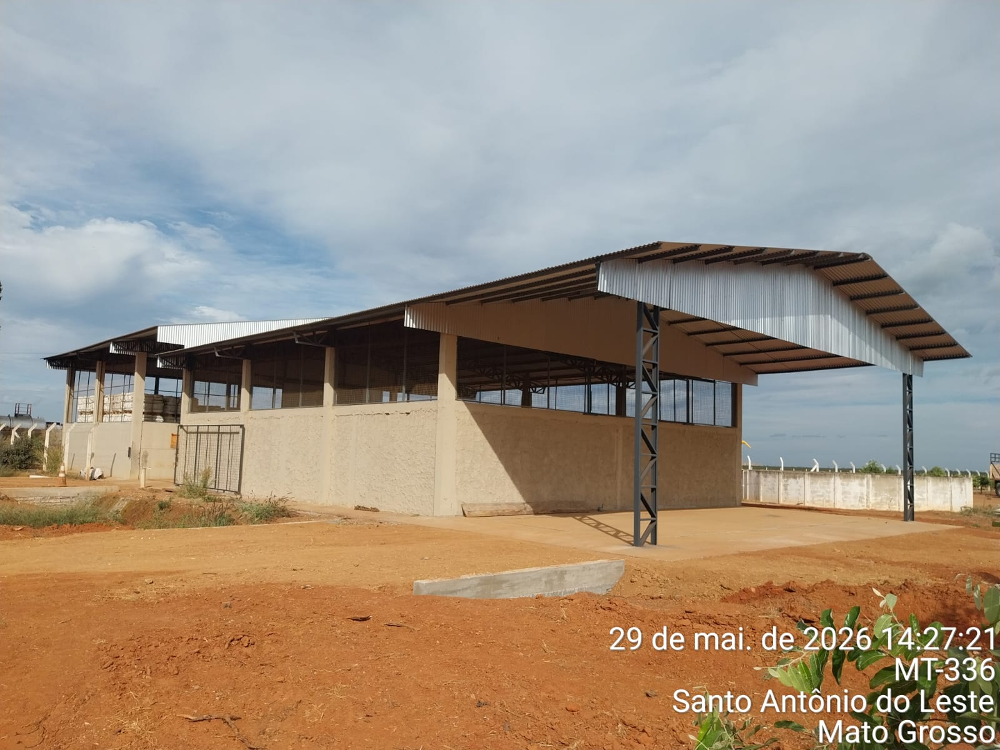 29 de mai. de 2026 14:27:21
MT-336
Santo Antônio do Leste
Mato Grosso